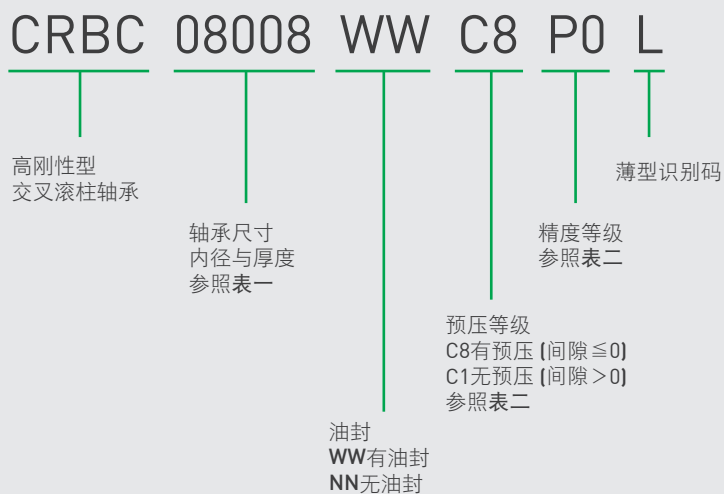 CRBC 08008 WW C8 P0 L
高刚性型
交叉滚柱轴承
轴承尺寸
内径与厚度
参照表一
油封
WW有油封
NN无油封
预压等级
C8有预压 (间隙≦0)
C1无预压 (间隙＞0)
参照表二
精度等级
参照表二
薄型识别码